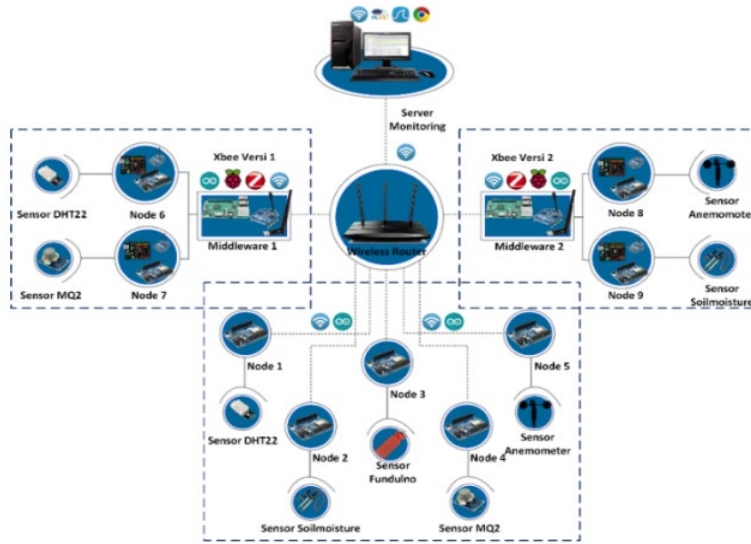 Server
Monitoring
Xbee Versi 1
Xbee Versi 2
Sensor DHT22
Node 6
Middleware 1
Wireless Router
Middleware 2
Node 8
Sensor
Anemometer
Sensor MQ2
Node 7
Node 9
Sensor
Soilmoisture
Node 1
Node 5
Node 3
Sensor DHT22
Node 2
Sensor
Fundulno
Node 4
Sensor
Anemometer
Sensor Soilmoisture
Sensor MQ2